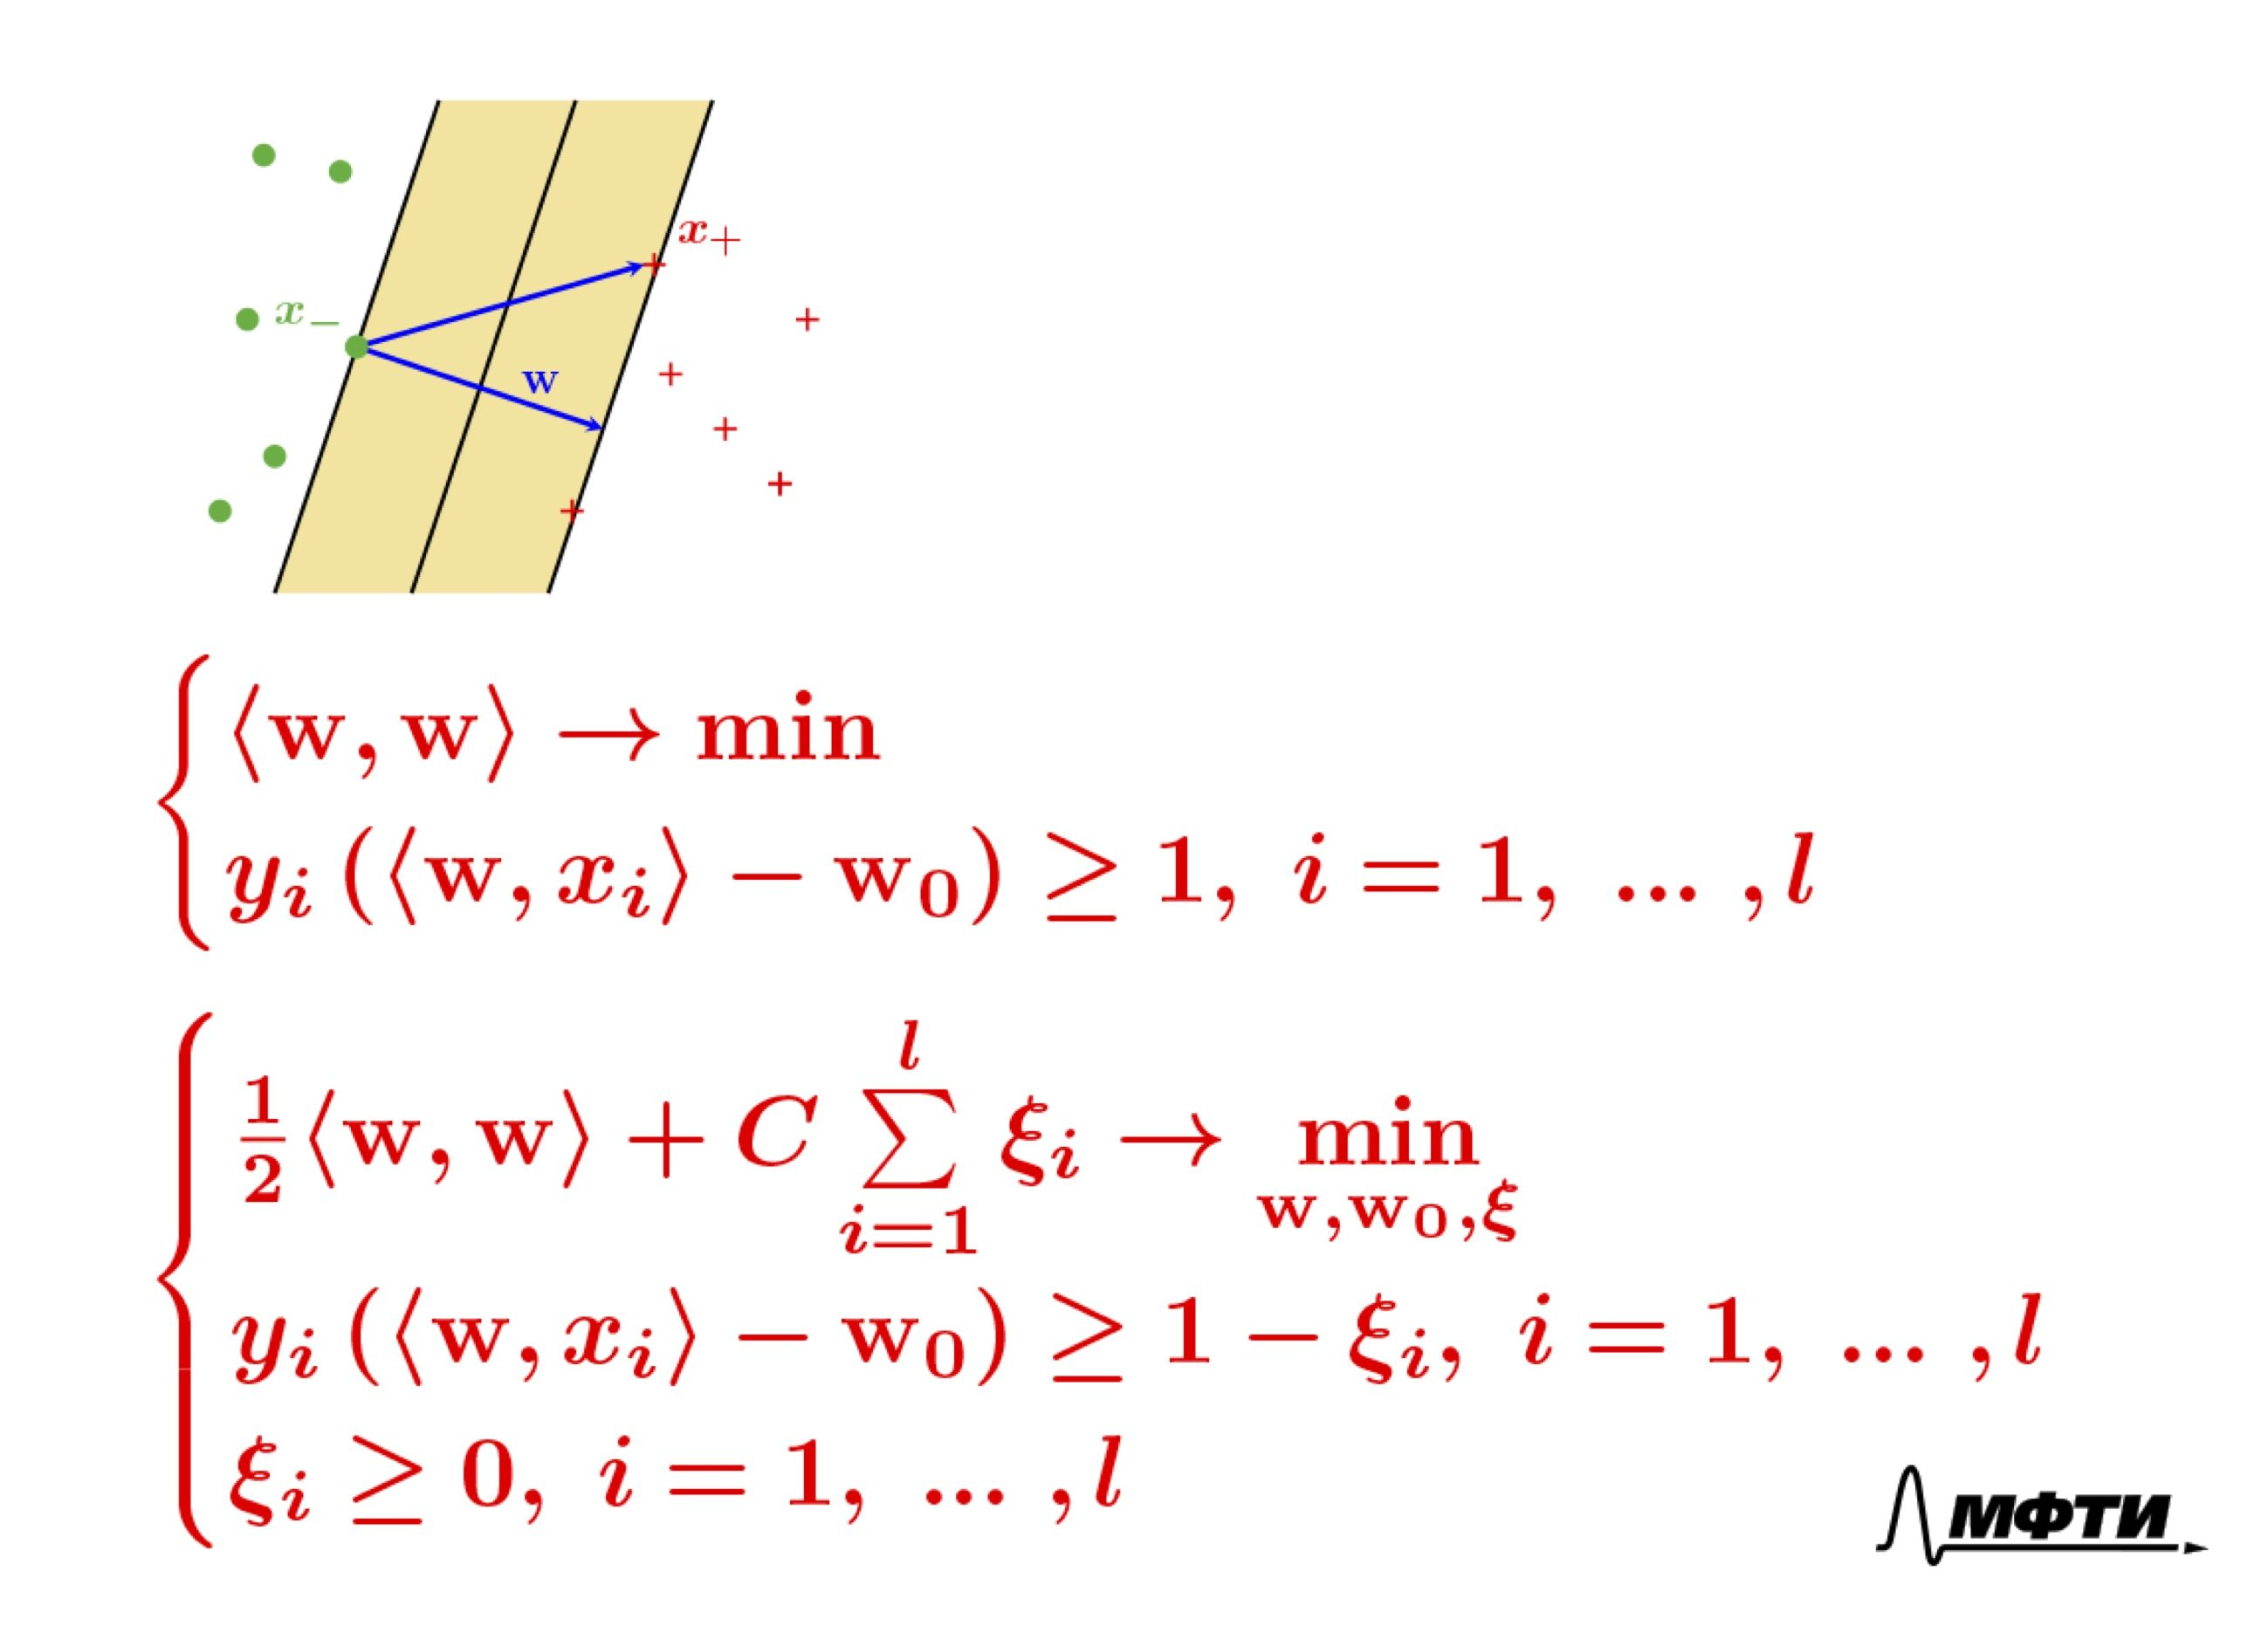 x₊
x₋
w
⟨w, w⟩ → min
yᵢ (⟨w, xᵢ⟩ − w₀) ≥ 1, i = 1, ... , l
½⟨w, w⟩ + C ∑ᵢ₌₁ˡ ξᵢ → min w,w₀,ξ
yᵢ (⟨w, xᵢ⟩ − w₀) ≥ 1 − ξᵢ, i = 1, ... , l
ξᵢ ≥ 0, i = 1, ... , l
МФТИ